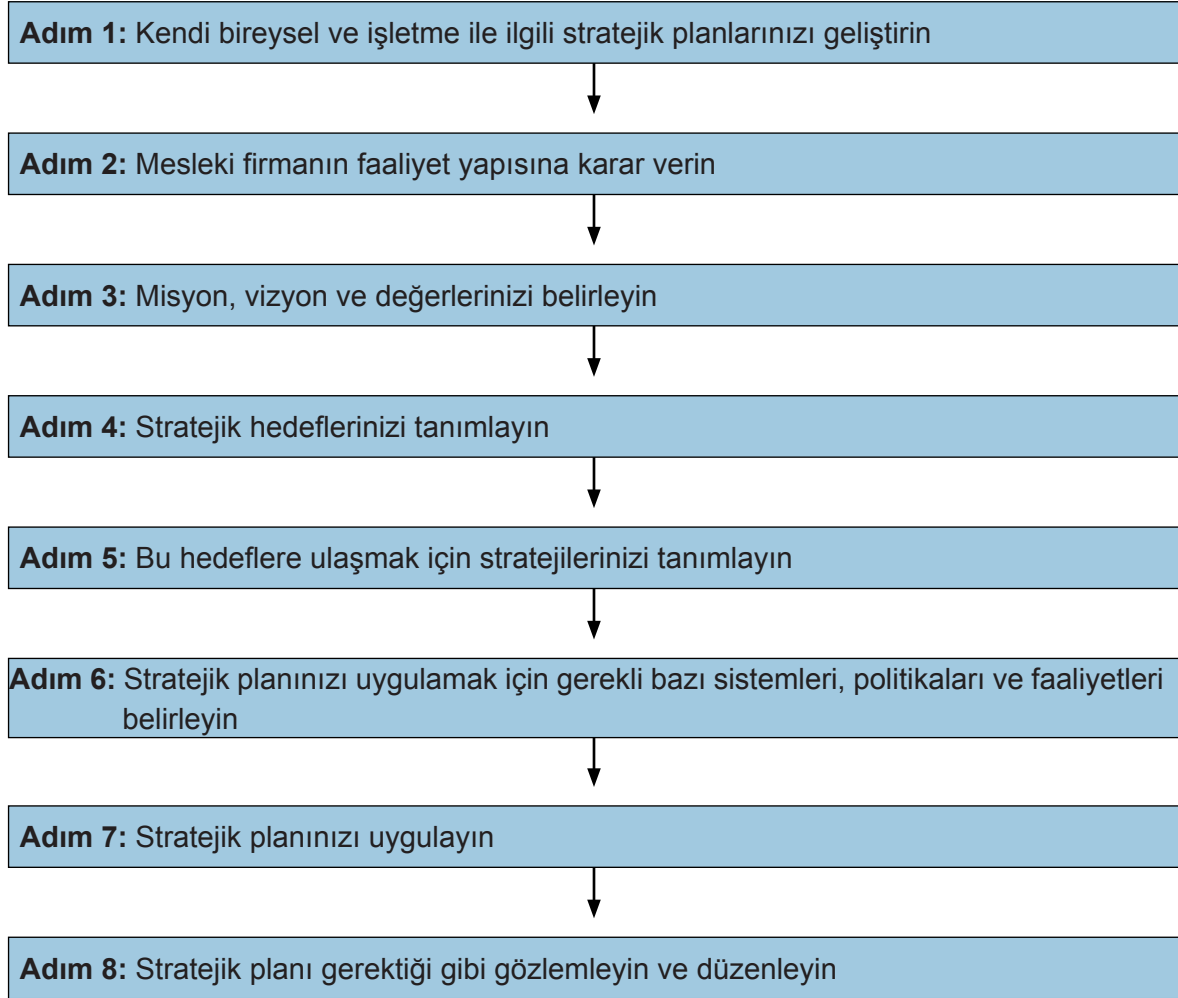 Adım 1: Kendi bireysel ve işletme ile ilgili stratejik planlarınızı geliştirin
Adım 2: Mesleki firmanın faaliyet yapısına karar verin
Adım 3: Misyon, vizyon ve değerlerinizi belirleyin
Adım 4: Stratejik hedeflerinizi tanımlayın
Adım 5: Bu hedeflere ulaşmak için stratejilerinizi tanımlayın
Adım 6: Stratejik planınızı uygulamak için gerekli bazı sistemleri, politikaları ve faaliyetleri
belirleyin
Adım 7: Stratejik planınızı uygulayın
Adım 8: Stratejik planı gerektiği gibi gözlemleyin ve düzenleyin